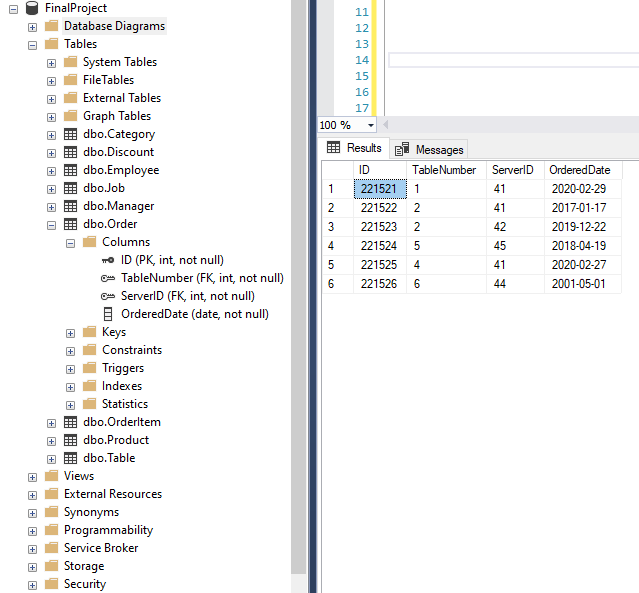 FinalProject
Database Diagrams
Tables
System Tables
FileTables
External Tables
Graph Tables
dbo.Category
dbo.Discount
dbo.Employee
dbo.Job
dbo.Manager
dbo.Order
Columns
ID (PK, int, not null)
TableNumber (FK, int, not null)
ServerID (FK, int, not null)
OrderedDate (date, not null)
Keys
Constraints
Triggers
Indexes
Statistics
dbo.OrderItem
dbo.Product
dbo.Table
Views
External Resources
Synonyms
Programmability
Service Broker
Storage
Security
11
12
13
14
15
16
17
100 %
Results Messages
ID TableNumber ServerID OrderedDate
1 221521 1 41 2020-02-29
2 221522 2 41 2017-01-17
3 221523 2 42 2019-12-22
4 221524 5 45 2018-04-19
5 221525 4 41 2020-02-27
6 221526 6 44 2001-05-01